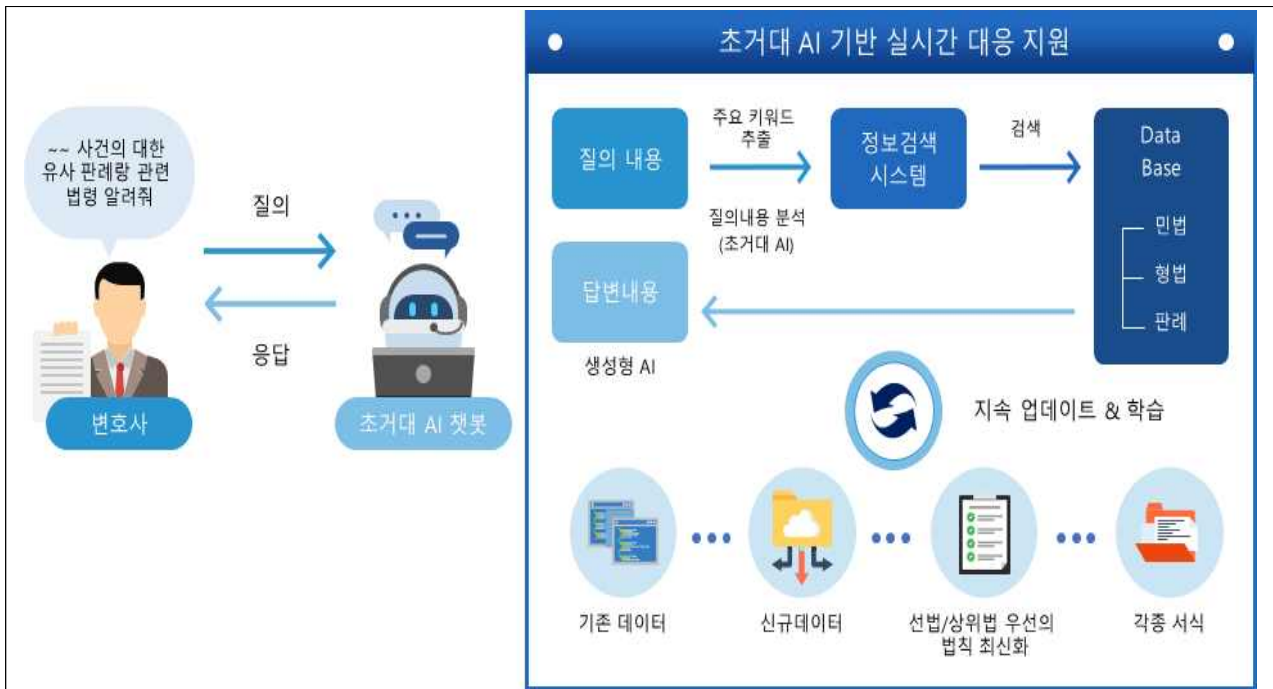 ~~ 사건의 대한
유사 판례랑 관련
법령 알려줘
질의
응답
변호사
초거대 AI 챗봇
초거대 AI 기반 실시간 대응 지원
질의 내용
주요 키워드
추출
질의내용 분석
(초거대 AI)
정보검색
시스템
검색
Data
Base
민법
형법
판례
답변내용
생성형 AI
지속 업데이트 & 학습
기존 데이터
신규데이터
선법/상위법 우선의
법칙 최신화
각종 서식